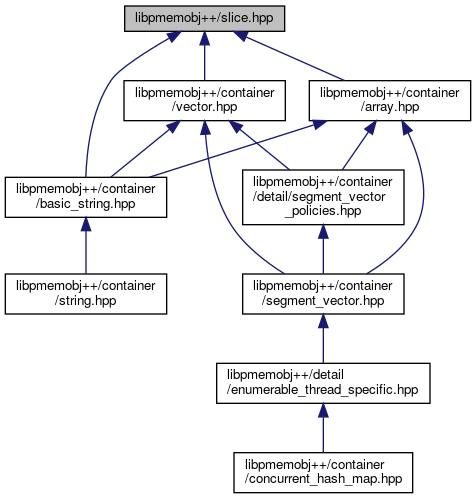 libpmemobj++/slice.hpp
libpmemobj++/container
/vector.hpp
libpmemobj++/container
/array.hpp
libpmemobj++/container
/basic_string.hpp
libpmemobj++/container
/detail/segment_vector
_policies.hpp
libpmemobj++/container
/string.hpp
libpmemobj++/container
/segment_vector.hpp
libpmemobj++/detail
/enumerable_thread_specific.hpp
libpmemobj++/container
/concurrent_hash_map.hpp